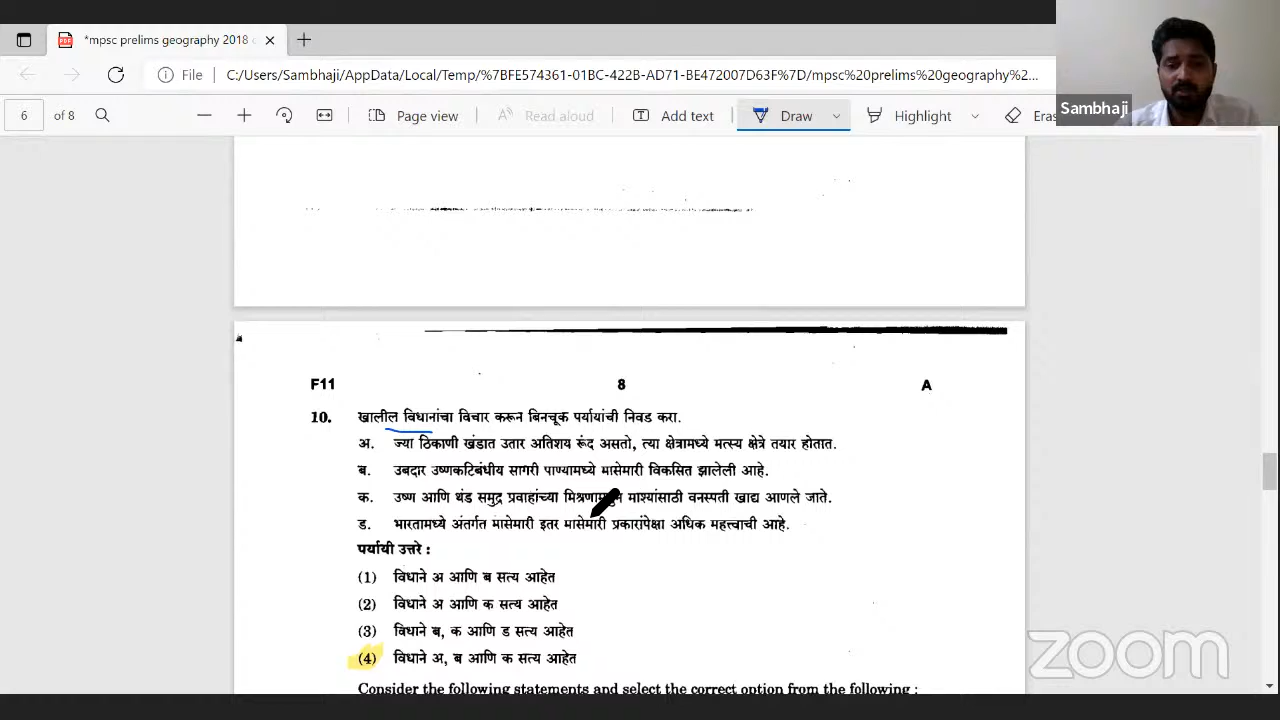 *mpsc prelims geography 2018
File
C:/Users/Sambhaji/AppData/Local/Temp/%7BFE574361-01BC-422B-AD71-BE472007D63F%7D/mpsc%20prelims%20geography%2...
Sambhaji
6 of 8
Page view
Read aloud
Add text
Draw
Highlight
F11 8 A
10. खालील विधानांचा विचार करून बिनचूक पर्यायांची निवड करा.
अ. ज्या ठिकाणी खंडात उतार अतिशय रूंद असतो, त्या क्षेत्रामध्ये मत्स्य क्षेत्रे तयार होतात.
ब. उबदार उष्णकटिबंधीय सागरी पाण्यामध्ये मासेमारी विकसित झालेली आहे.
क. उष्ण आणि थंड समुद्र प्रवाहांच्या माश्यांसाठी वनस्पती खाद्य आणले जाते.
ड. भारतामध्ये अंतर्गत मासेमारी इतर मासेमारी प्रकारांपेक्षा अधिक महत्त्वाची आहे.
पर्यायी उत्तरे :
(1) विधाने अ आणि ब सत्य आहेत
(2) विधाने अ आणि क सत्य आहेत
(3) विधाने ब, क आणि ड सत्य आहेत
(4) विधाने अ, ब आणि क सत्य आहेत
Consider the following statements and select the correct option from the following :
zoom